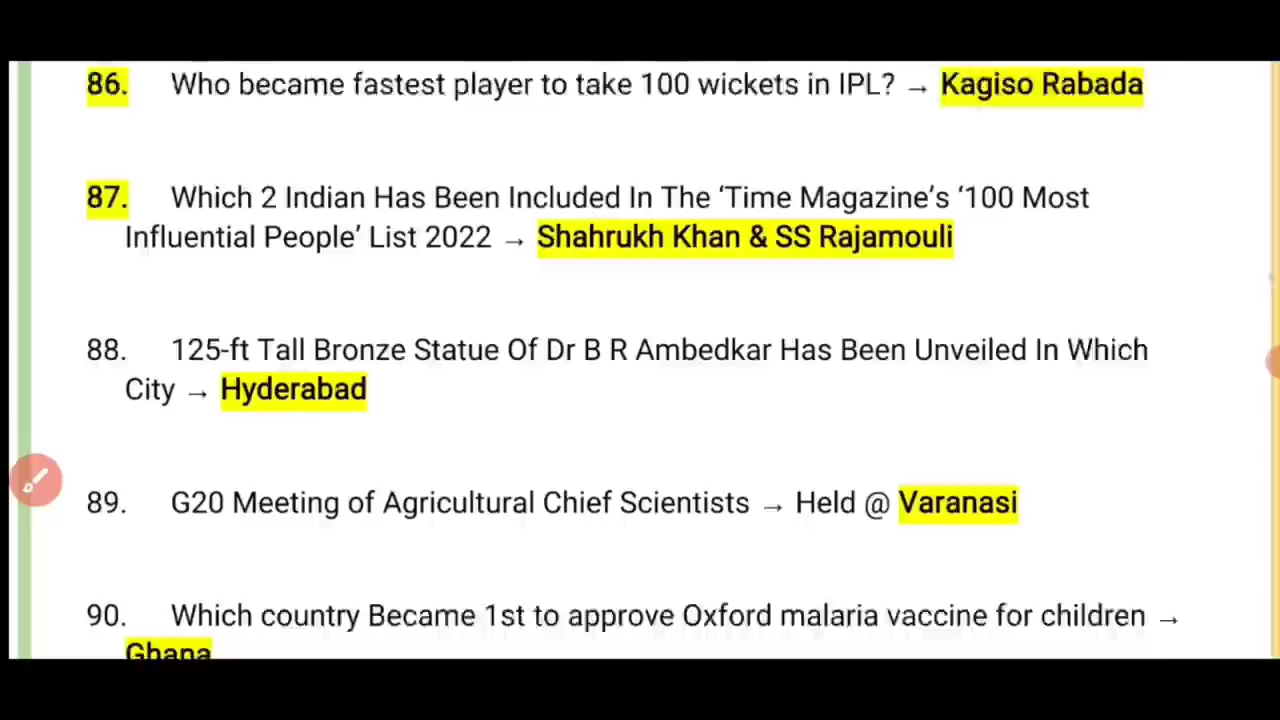 86. Who became fastest player to take 100 wickets in IPL? → Kagiso Rabada
87. Which 2 Indian Has Been Included In The ‘Time Magazine’s ‘100 Most
Influential People’ List 2022 → Shahrukh Khan & SS Rajamouli
88. 125-ft Tall Bronze Statue Of Dr B R Ambedkar Has Been Unveiled In Which
City → Hyderabad
89. G20 Meeting of Agricultural Chief Scientists → Held @ Varanasi
90. Which country Became 1st to approve Oxford malaria vaccine for children →
Ghana